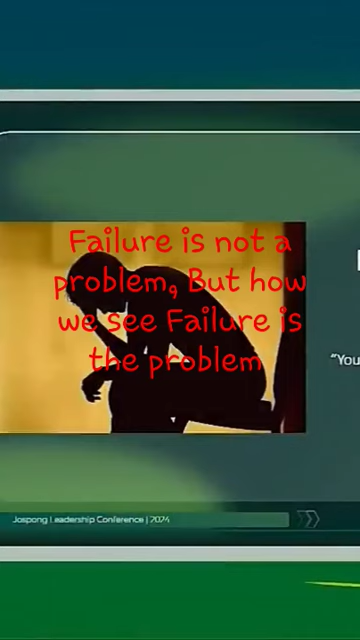 Failure is not a
problem, But how
we see Failure is
the problem
“You
Jospong Leadership Conference | 2024